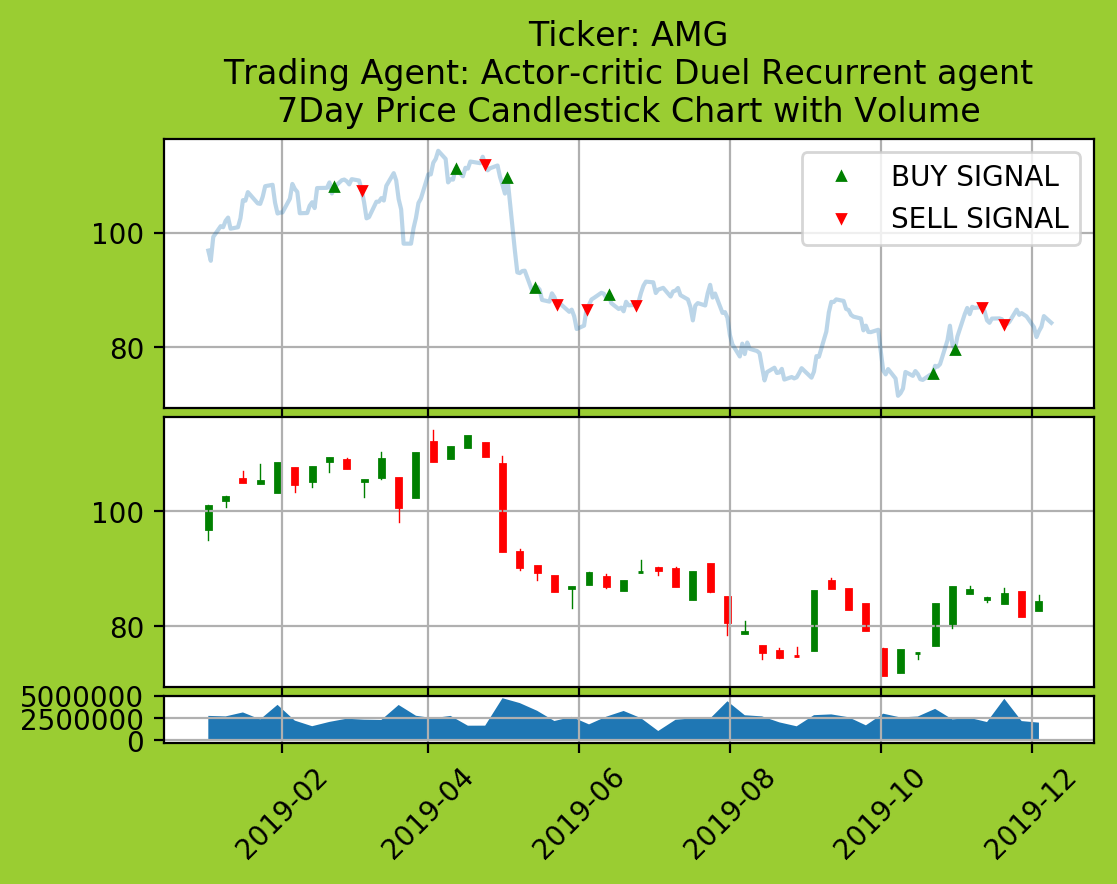 Ticker: AMG
Trading Agent: Actor-critic Duel Recurrent agent
7Day Price Candlestick Chart with Volume
BUY SIGNAL
SELL SIGNAL
100
80
100
80
5000000
2500000
0
2019-02
2019-04
2019-06
2019-08
2019-10
2019-12